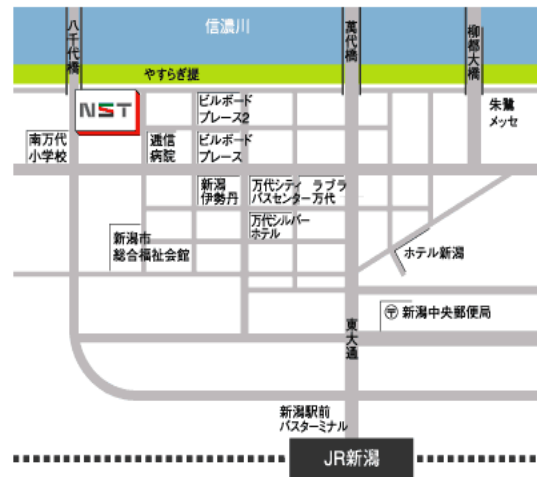 信濃川
八千代橋
萬代橋
柳都大橋
やすらぎ提
NST
ビルボード
プレース2
朱鷺
メッセ
南万代
小学校
逓信
病院
ビルボード
プレース
新潟
伊勢丹
万代シティ
バスセンター
ラブラ
万代
万代シルバー
ホテル
新潟市
総合福祉会館
ホテル新潟
〒 新潟中央郵便局
東大通
新潟駅前
バスターミナル
JR新潟